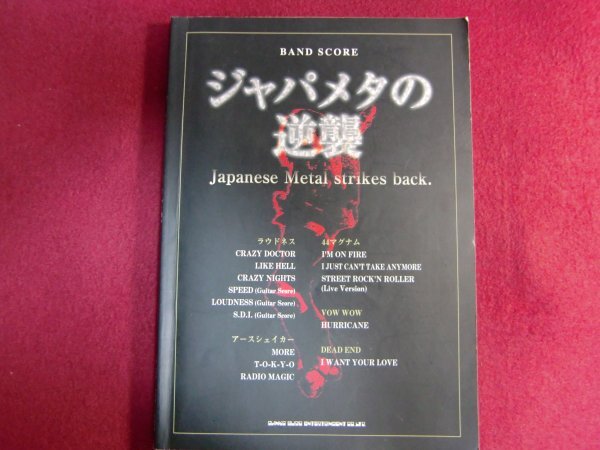 BAND SCORE
ジャパメタの
逆襲
Japanese Metal strikes back.
ラウドネス
CRAZY DOCTOR
LIKE HELL
CRAZY NIGHTS
SPEED (Guitar Score)
LOUDNESS (Guitar Score)
S.D.I. (Guitar Score)
アースシェイカー
MORE
T-O-K-Y-O
RADIO MAGIC
44マグナム
I'M ON FIRE
I JUST CAN'T TAKE ANYMORE
STREET ROCK'N ROLLER
(Live Version)
VOW WOW
HURRICANE
DEAD END
I WANT YOUR LOVE